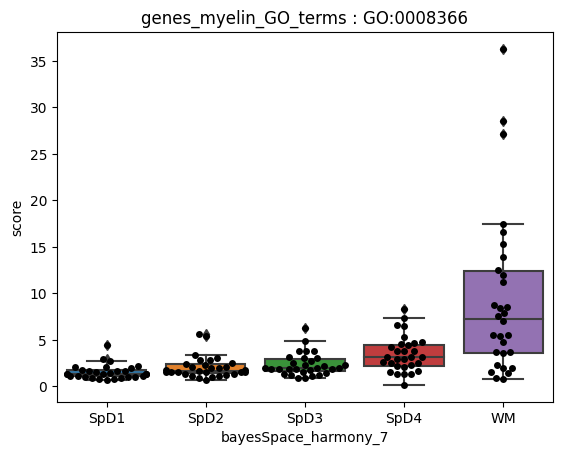 genes_myelin_GO_terms : GO:0008366
35
30
25
20
15
10
5
0
score
SpD1 SpD2 SpD3 SpD4 WM
bayesSpace_harmony_7